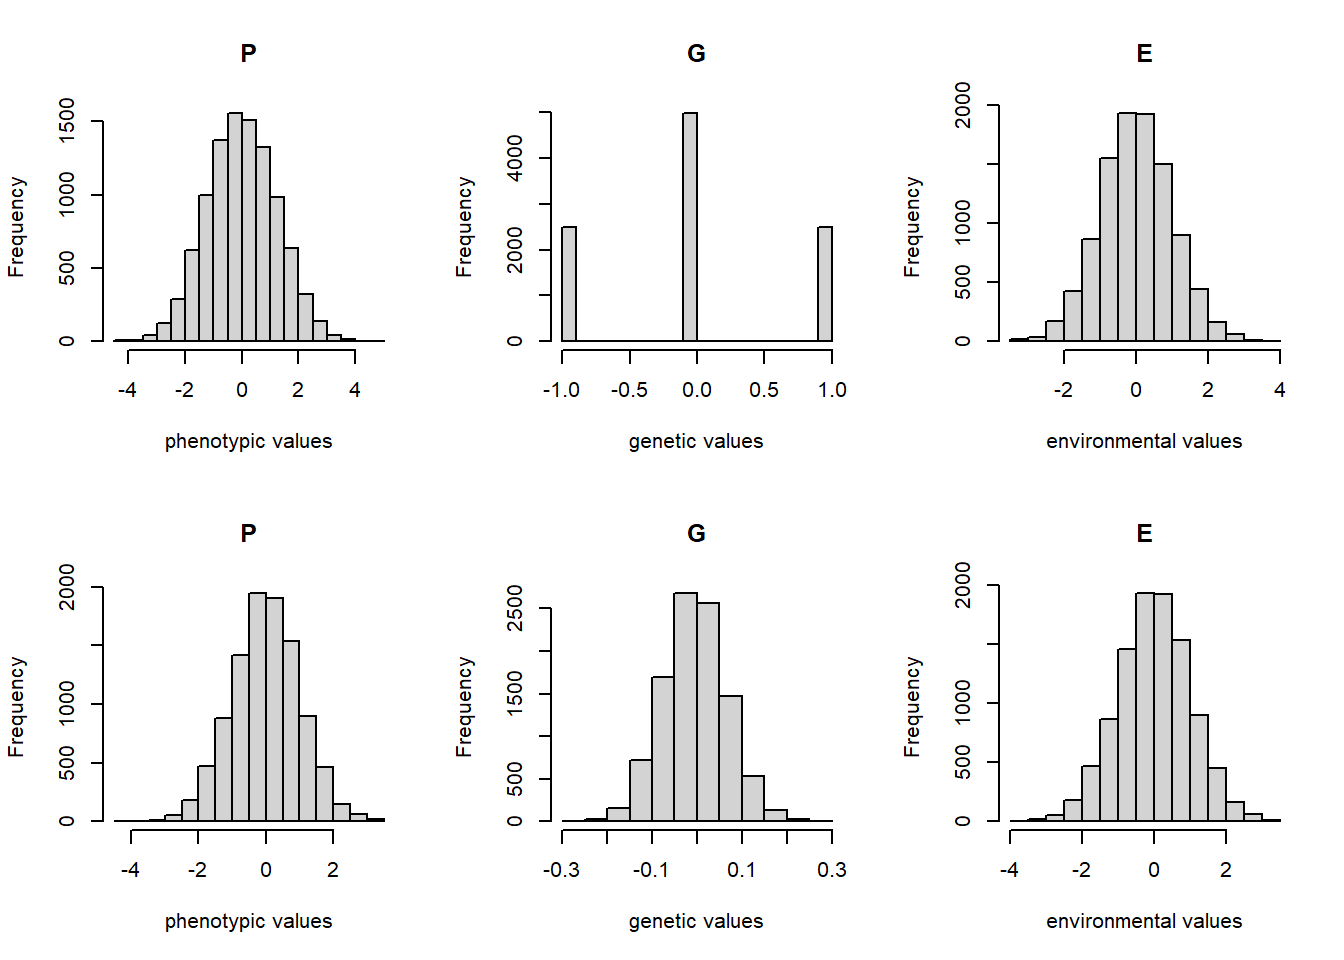 P
Frequency
0 500 1000 1500
-4 -2 0 2 4
phenotypic values
G
Frequency
0 2000 4000
-1.0 -0.5 0.0 0.5 1.0
genetic values
E
Frequency
0 500 1000 2000
-2 0 2 4
environmental values
P
Frequency
0 500 1000 2000
-4 -2 0 2
phenotypic values
G
Frequency
0 500 1500 2500
-0.3 -0.1 0.1 0.3
genetic values
E
Frequency
0 500 1000 2000
-4 -2 0 2
environmental values